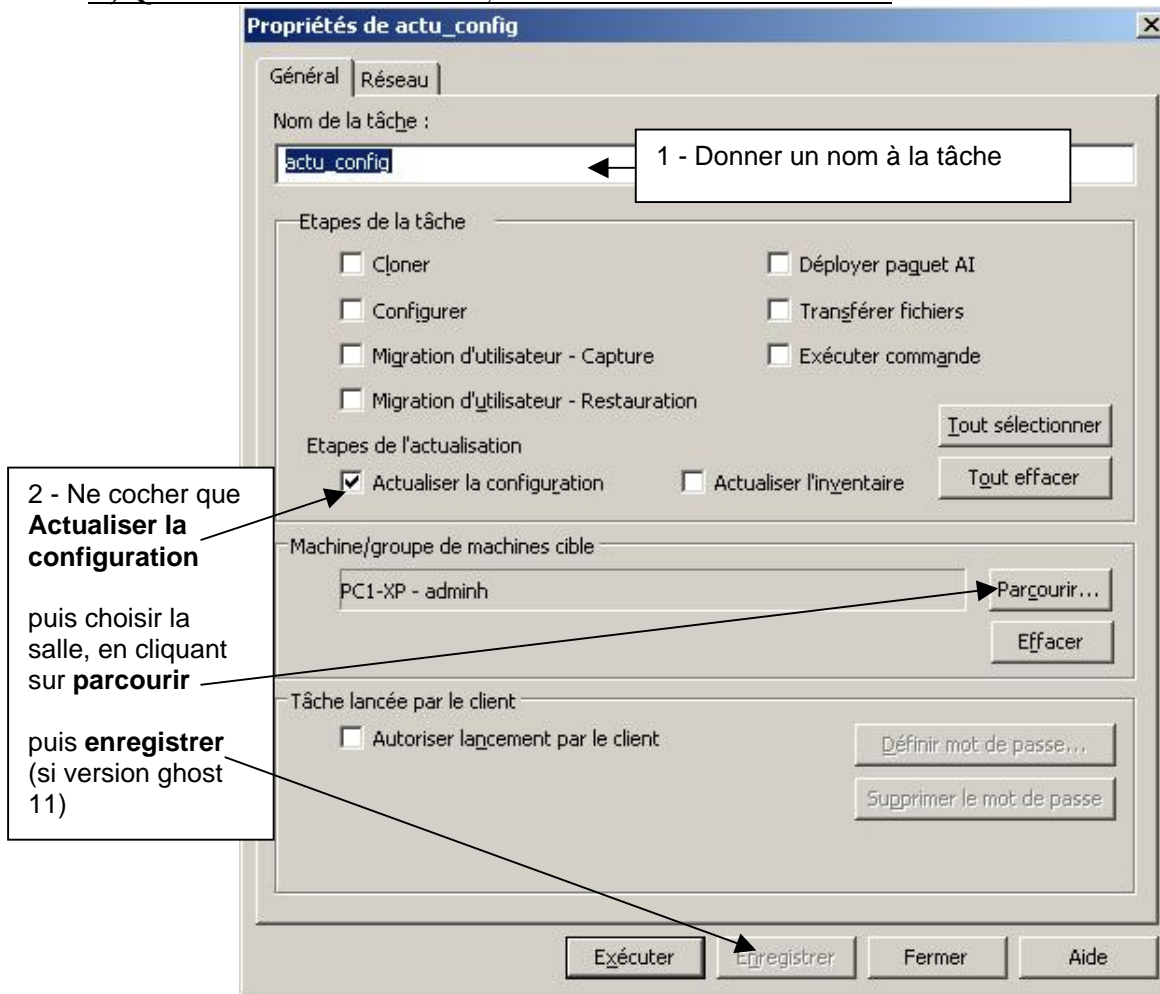 Propriétés de actu_config
Général
Réseau
Nom de la tâche :
actu_config
1 - Donner un nom à la tâche
Etapes de la tâche
Cloner
Déployer paquet AI
Configurer
Transférer fichiers
Migration d'utilisateur - Capture
Exécuter commande
Migration d'utilisateur - Restauration
Tout sélectionner
Etapes de l'actualisation
Actualiser la configuration
Actualiser l'inventaire
Tout effacer
2 - Ne cocher que
Actualiser la
configuration
puis choisir la
salle, en cliquant
sur parcourir
puis enregistrer
(si version ghost
11)
Machine/groupe de machines cible
PC1-XP - adminh
Parcourir...
Effacer
Tâche lancée par le client
Autoriser lancement par le client
Définir mot de passe...
Supprimer le mot de passe
Exécuter
Enregistrer
Fermer
Aide